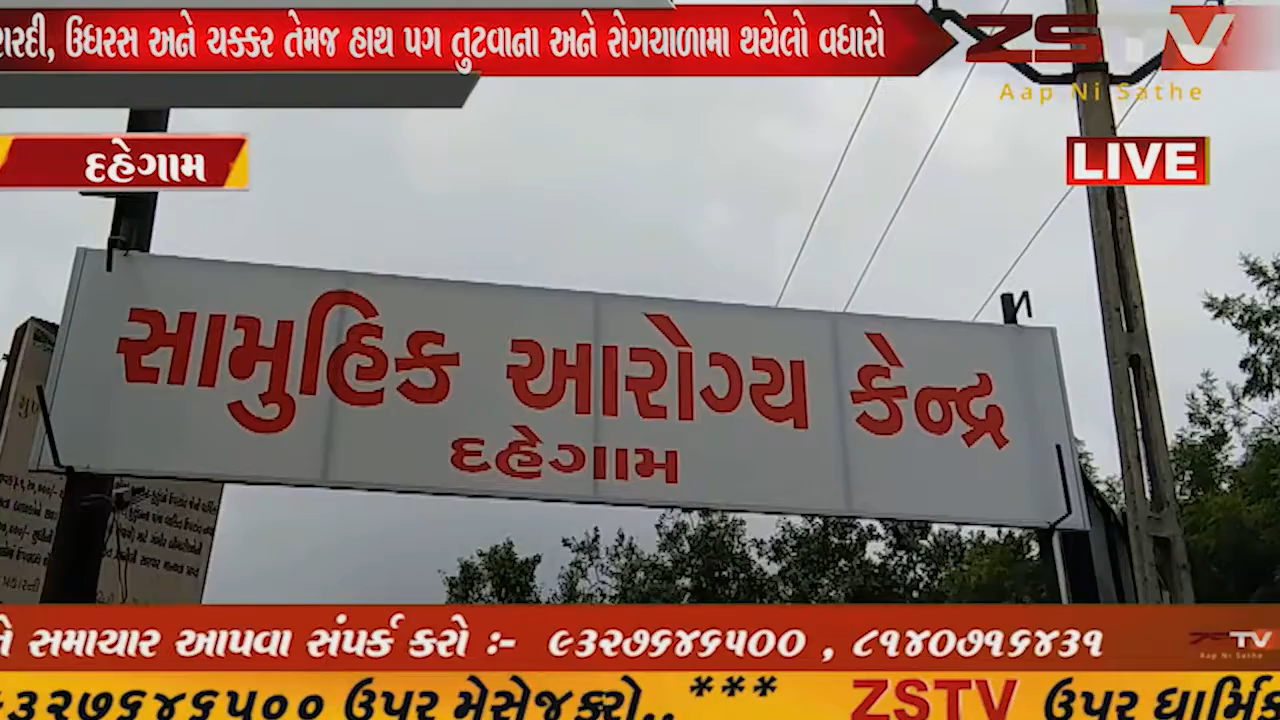 શરદી, ઉધરસ અને ચક્કર તેમજ હાથ પગ તુટવાના અને રોગચાળામા થયેલો વધારો
ZSTV
Aap Ni Sathe
દહેગામ
LIVE
સામુહિક આરોગ્ય કેન્દ્ર
દહેગામ
સમાચાર આપવા સંપર્ક કરો :- ૯૩૨૭૬૪૬૫૦૦ , ૮૧૪૦૭૧૬૪૩૧
ZSTV
Aap Ni Sathe
૯૩૨૭૬૪૬૫૦૦ ઉપર મેસેજ કરો.. *** ZSTV ઉપર ધાર્મિક